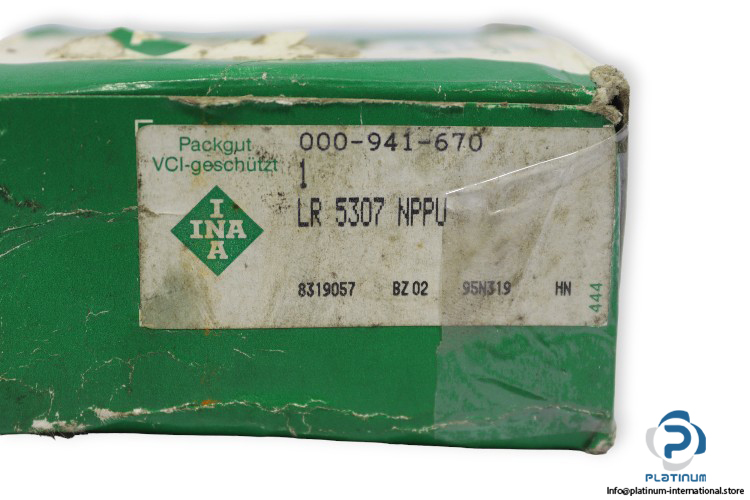 Packgut
VCI-geschützt
000-941-670
1
INA
INA
LR 5307 NPPU
8319057 BZ 02 95N319 HN
444
PLATINUM
Info@platinum-international.store